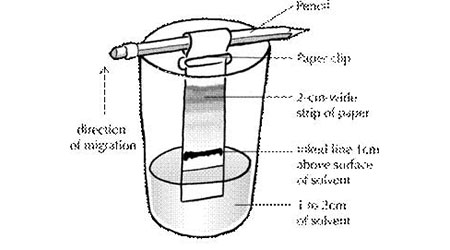 Pencil
Paper clip
2-cm-wide
strip of paper
direction
of migration
inked line 1cm
above surface
of solvent
1 to 2cm
of solvent